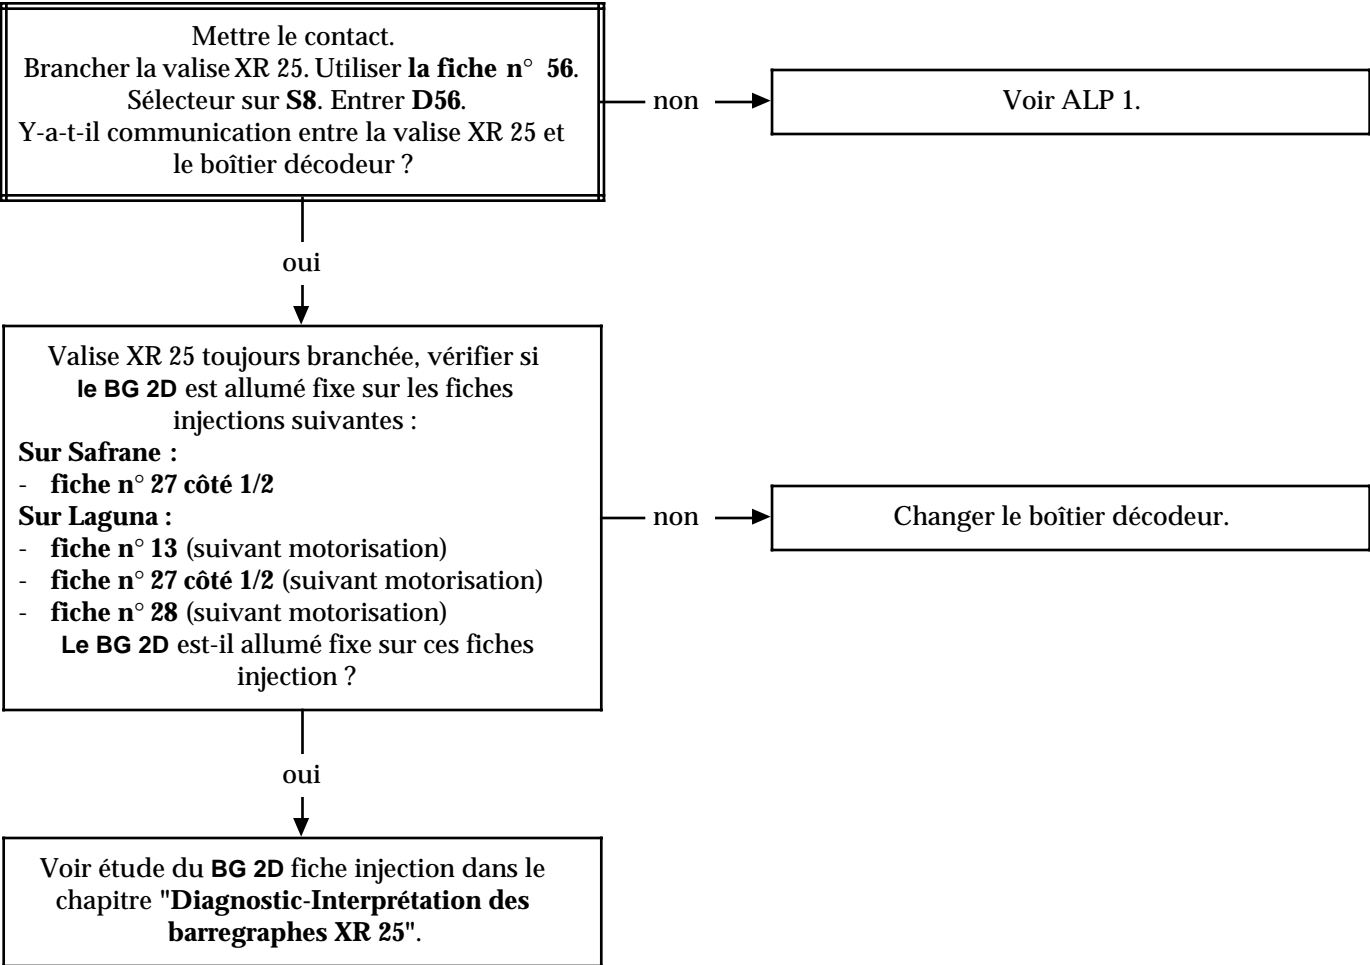 Mettre le contact.
Brancher la valise XR 25. Utiliser la fiche n° 56.
Sélecteur sur S8. Entrer D56.
Y-a-t-il communication entre la valise XR 25 et
le boîtier décodeur ?
non
Voir ALP 1.
oui
Valise XR 25 toujours branchée, vérifier si
le BG 2D est allumé fixe sur les fiches
injections suivantes :
Sur Safrane :
- fiche n° 27 côté 1/2
Sur Laguna :
- fiche n° 13 (suivant motorisation)
- fiche n° 27 côté 1/2 (suivant motorisation)
- fiche n° 28 (suivant motorisation)
Le BG 2D est-il allumé fixe sur ces fiches
injection ?
non
Changer le boîtier décodeur.
oui
Voir étude du BG 2D fiche injection dans le
chapitre "Diagnostic-Interprétation des
barregraphes XR 25".